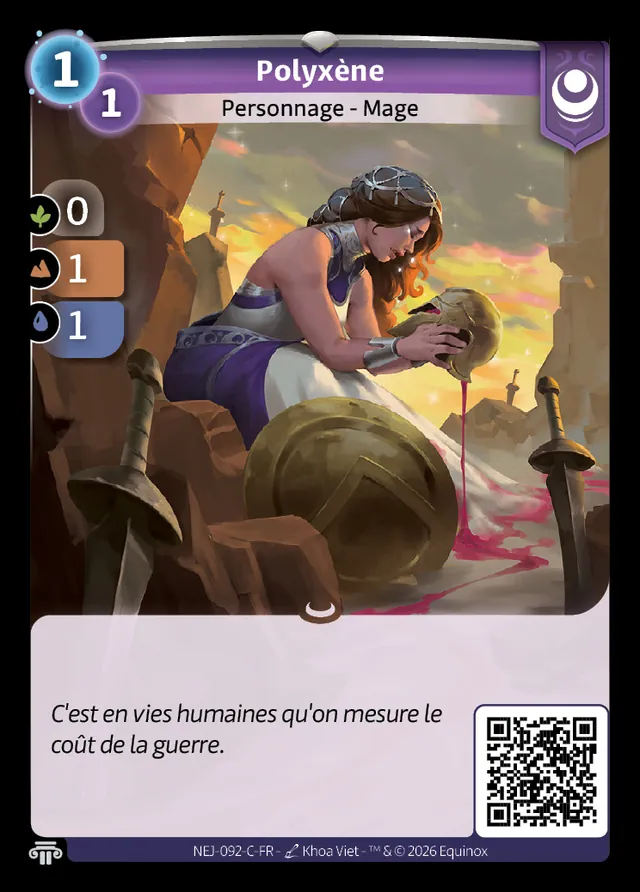 1
Polyxène
1
Personnage - Mage
0
1
1
C'est en vies humaines qu'on mesure le
coût de la guerre.
NEJ-092-C-FR - Khoa Viet - ™ & © 2026 Equinox